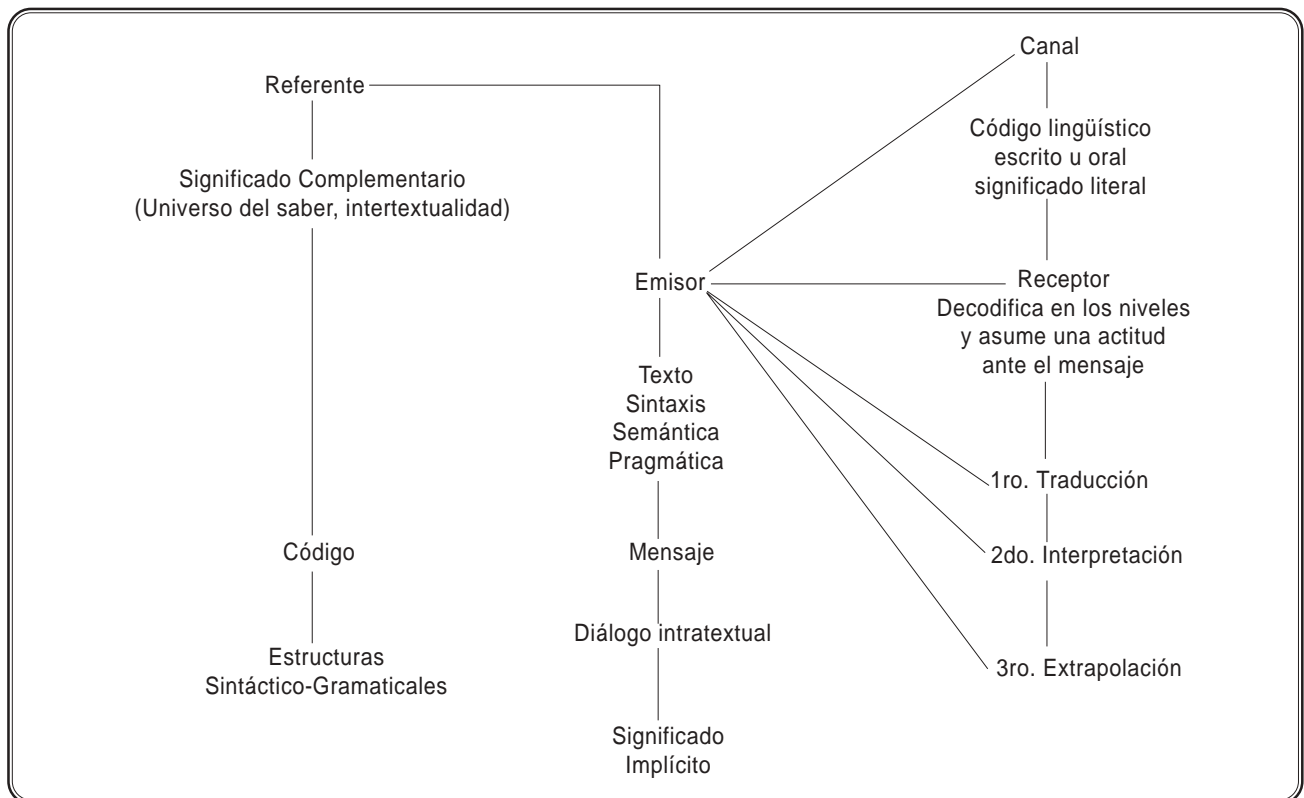 Referente
Significado Complementario
(Universo del saber, intertextualidad)
Código
Estructuras
Sintáctico-Gramaticales
Emisor
Texto
Sintaxis
Semántica
Pragmática
Mensaje
Diálogo intratextual
Significado
Implícito
Canal
Código lingüístico
escrito u oral
significado literal
Receptor
Decodifica en los niveles
y asume una actitud
ante el mensaje
1ro. Traducción
2do. Interpretación
3ro. Extrapolación